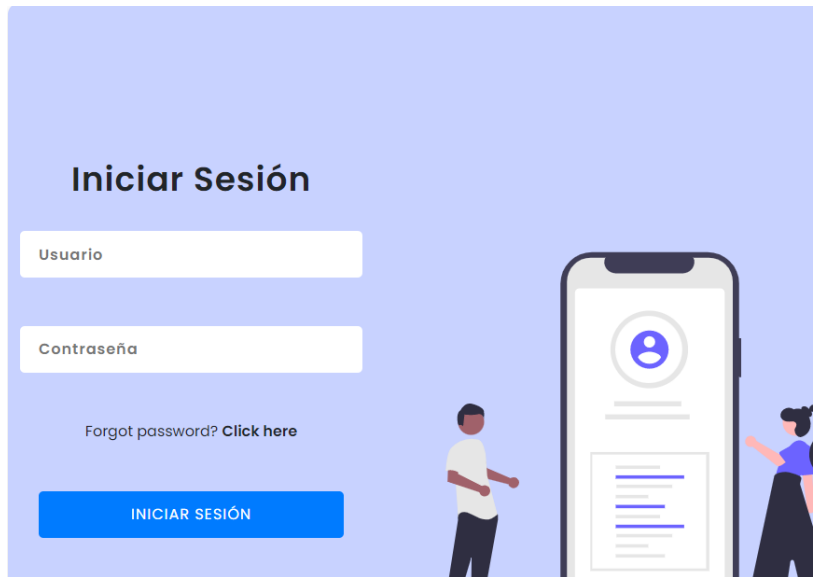 Iniciar Sesión
Usuario
Contraseña
Forgot password? Click here
INICIAR SESIÓN